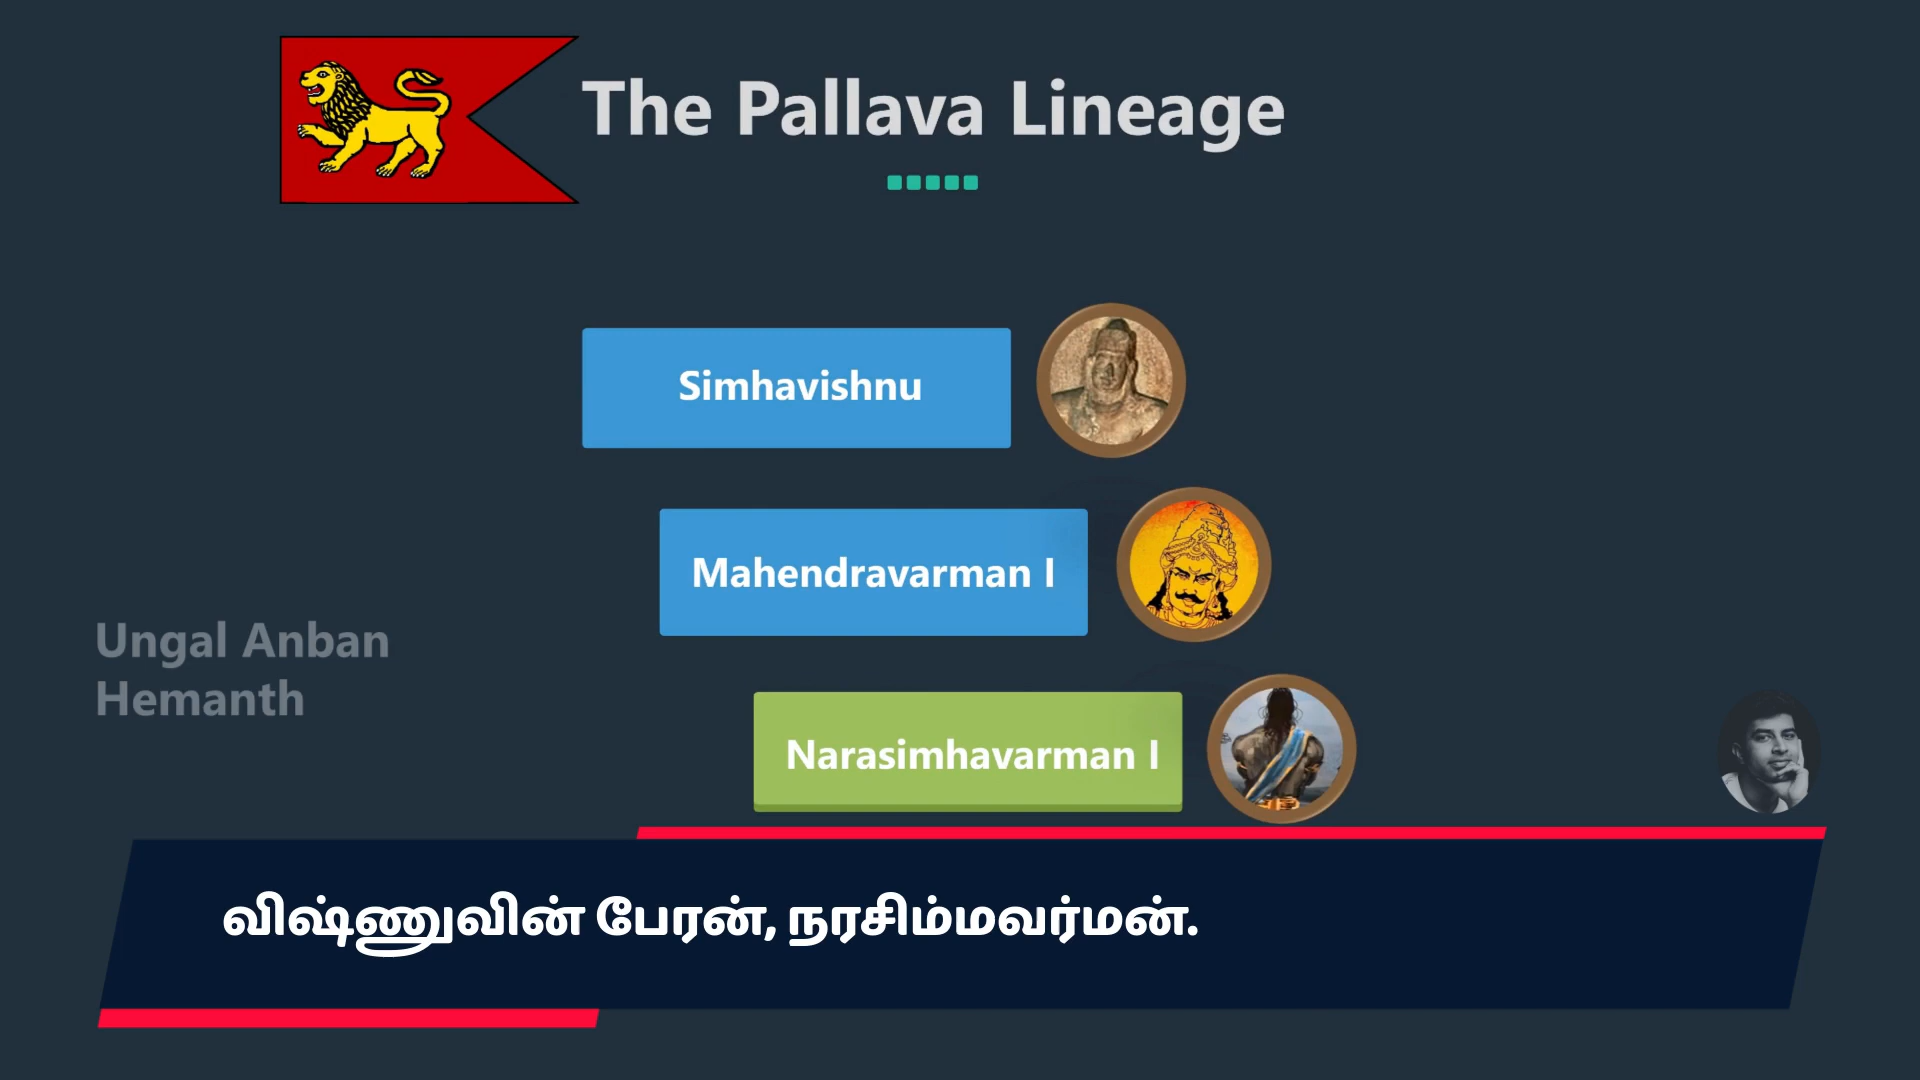 The Pallava Lineage
Simhavishnu
Mahendravarman I
Ungal Anban
Hemanth
Narasimhavarman I
விஷ்ணுவின் பேரன், நரசிம்மவர்மன்.